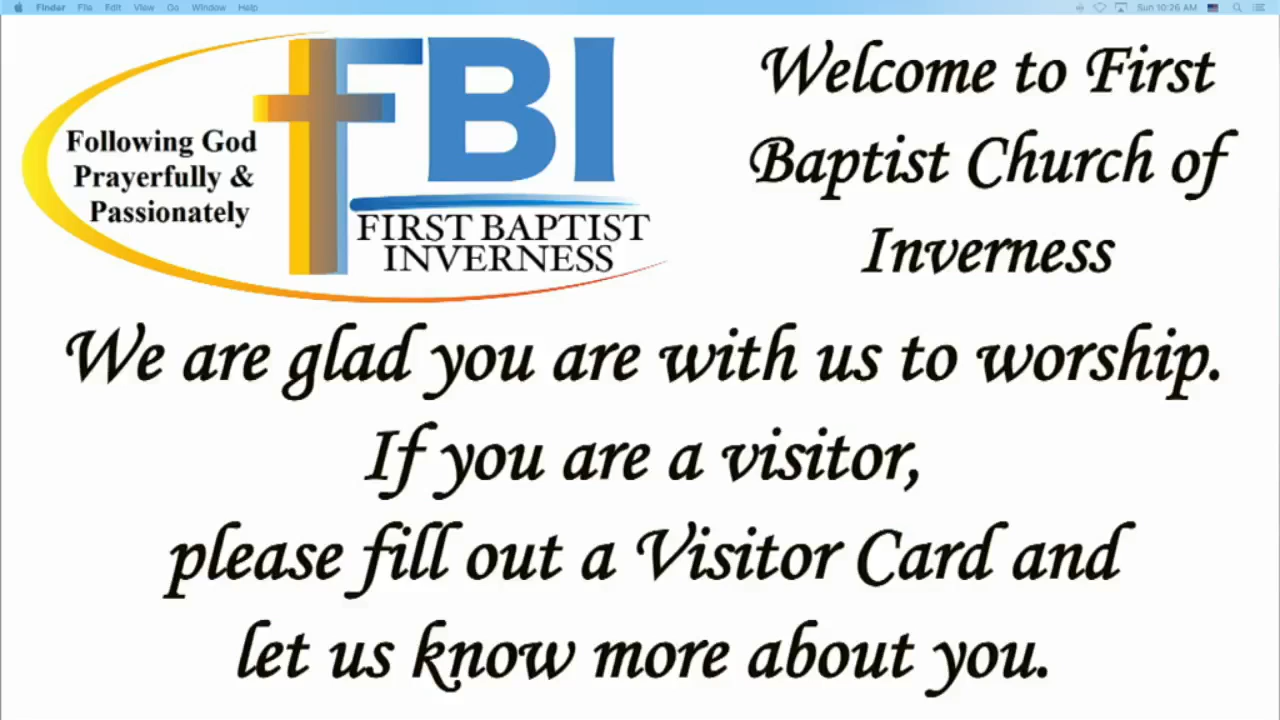 Finder File Edit View Go Window Help Sun 10:26 AM
FBI
Following God
Prayerfully &
Passionately
FIRST BAPTIST
INVERNESS
Welcome to First
Baptist Church of
Inverness
We are glad you are with us to worship.
If you are a visitor,
please fill out a Visitor Card and
let us know more about you.